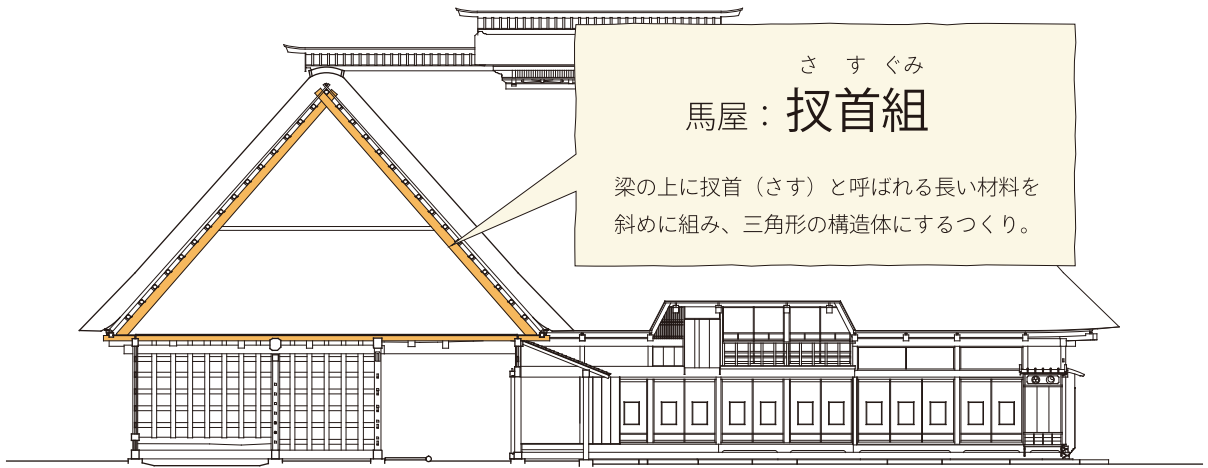 さすぐみ
馬屋：扠首組
梁の上に扠首（さす）と呼ばれる長い材料を
斜めに組み、三角形の構造体にするつくり。